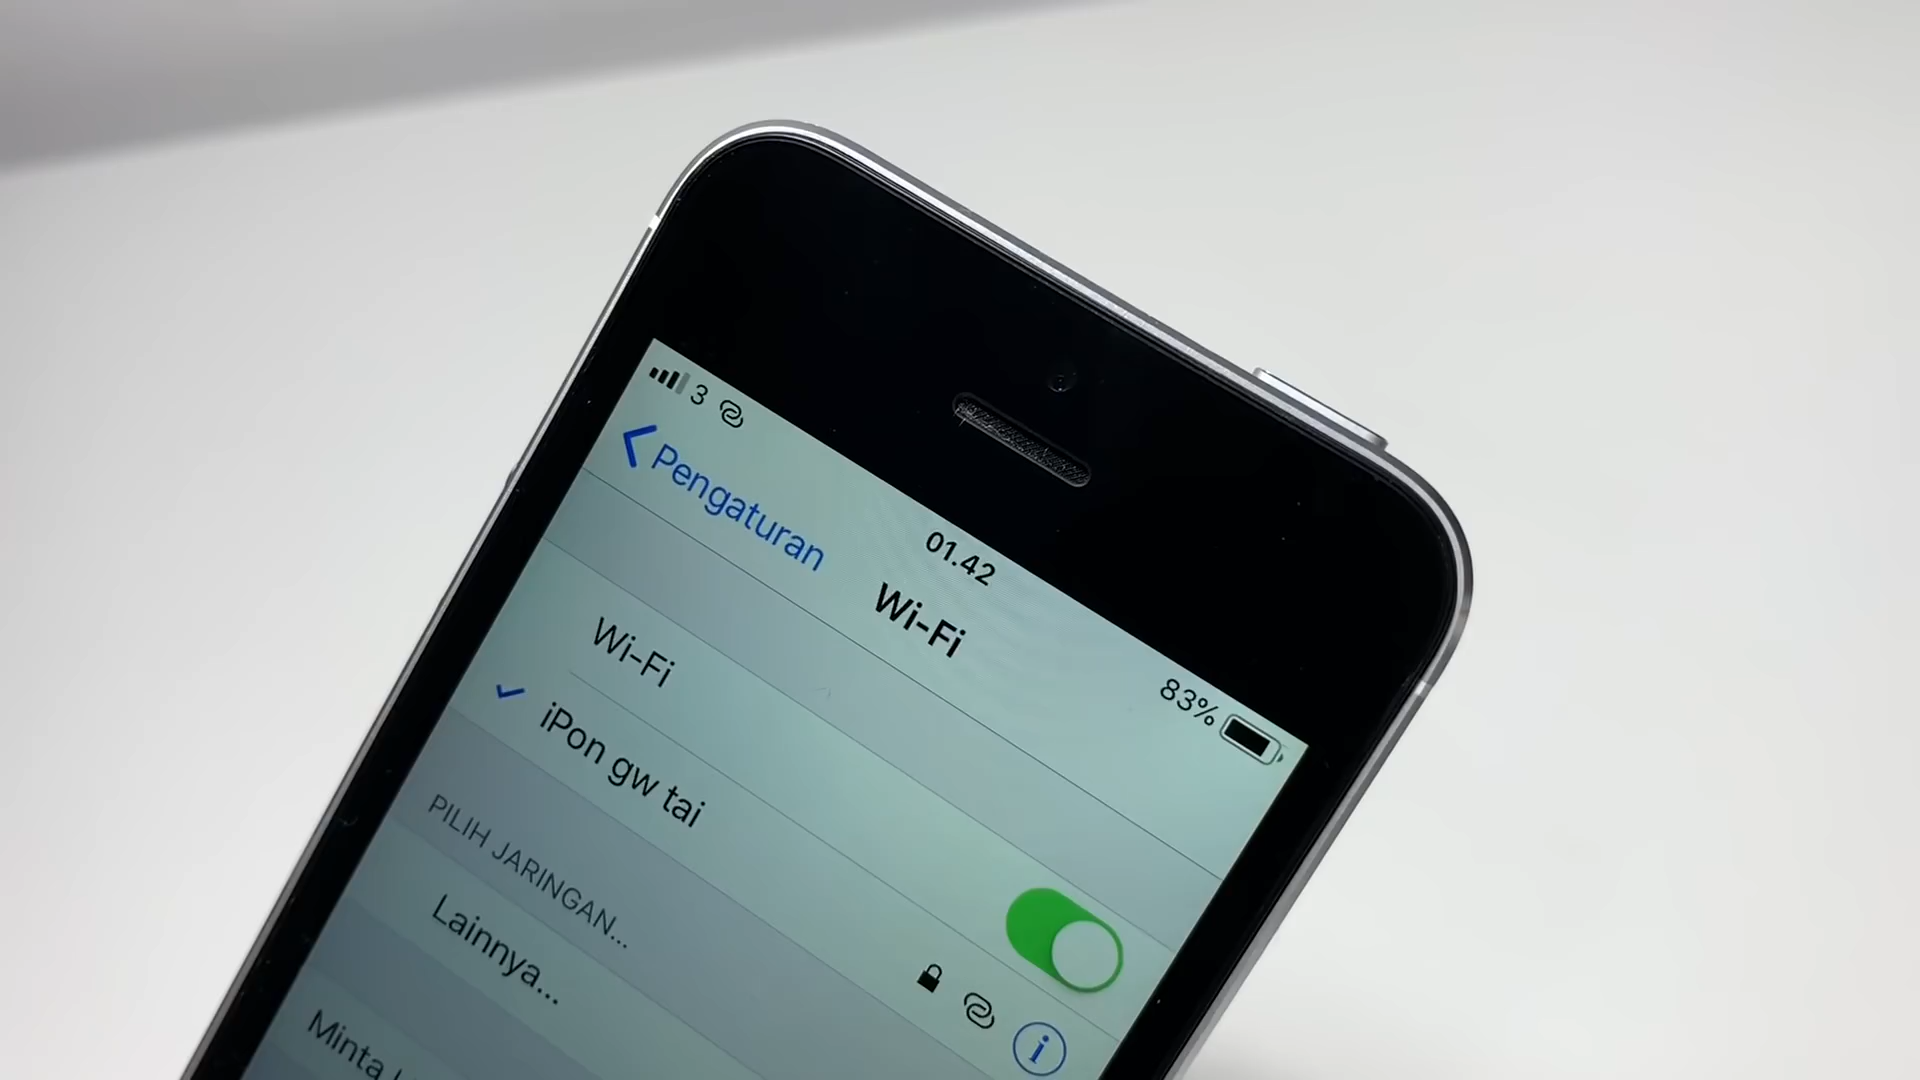 3
01.42
83%
Pengaturan
Wi-Fi
Wi-Fi
iPon gw tai
PILIH JARINGAN...
Lainnya...
Minta